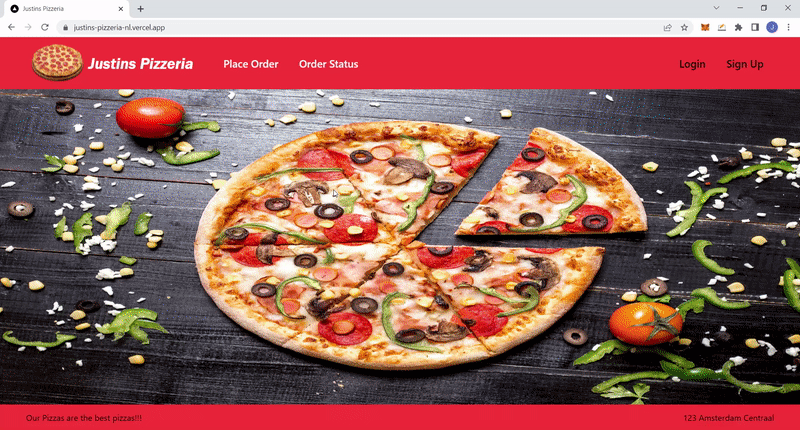 Justins Pizzeria
justins-pizzeria-nl.vercel.app
J
Justins Pizzeria
Place Order
Order Status
Login
Sign Up
Our Pizzas are the best pizzas!!!
123 Amsterdam Centraal